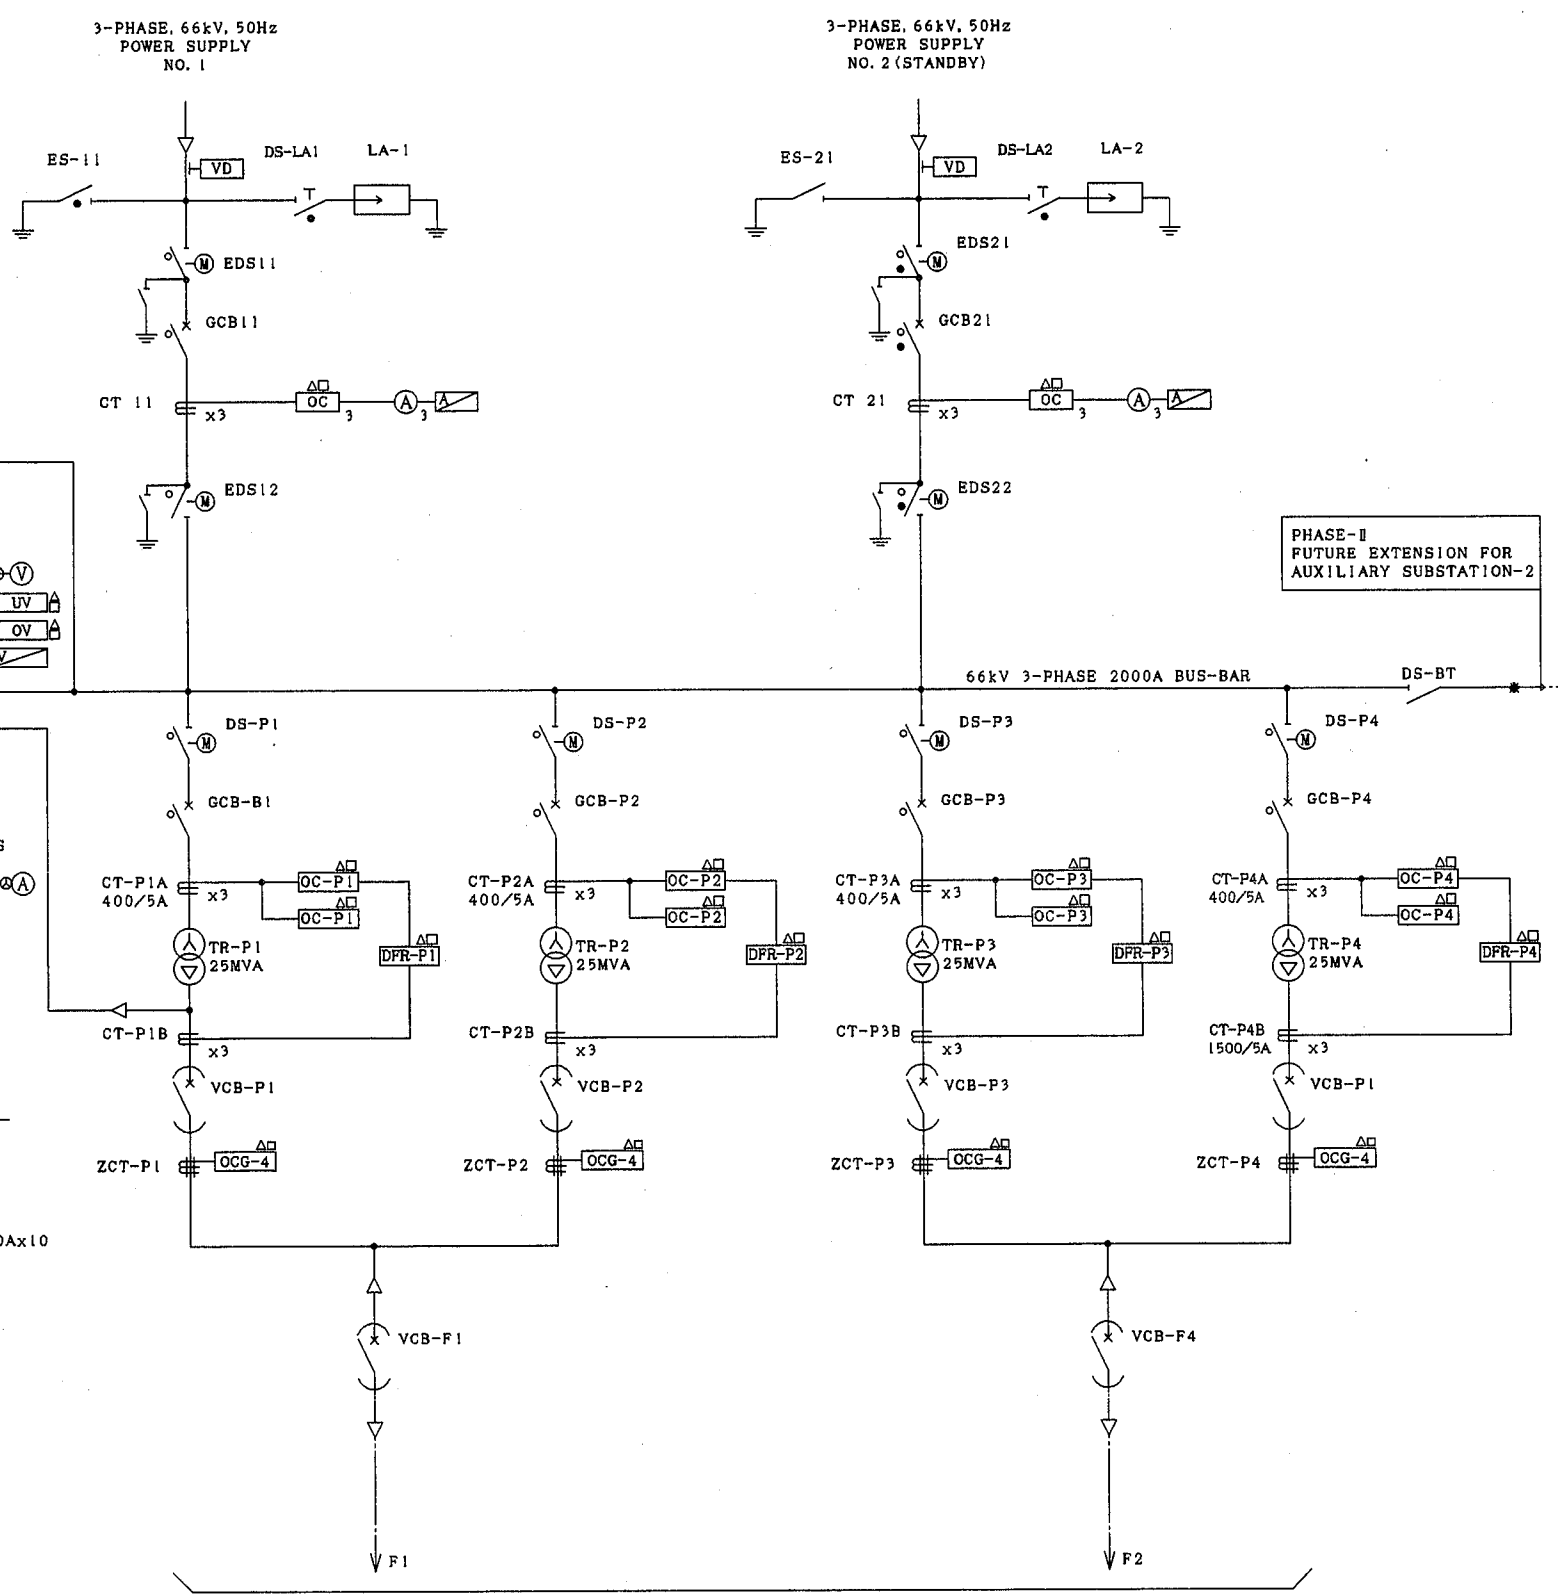 3-PHASE, 66kV, 50Hz
POWER SUPPLY
NO. 1
3-PHASE, 66kV, 50Hz
POWER SUPPLY
NO. 2 (STANDBY)
ES-11
VD
DS-LA1
LA-1
ES-21
VD
DS-LA2
LA-2
M
EDS11
M
EDS21
GCB11
GCB21
CT 11
x3
OC
3
A
3
A
CT 21
x3
OC
3
A
3
A
M
EDS12
M
EDS22
PHASE-II
FUTURE EXTENSION FOR
AUXILIARY SUBSTATION-2
V
UV
OV
V
66kV 3-PHASE 2000A BUS-BAR
DS-BT
DS-P1
M
DS-P2
M
DS-P3
M
DS-P4
M
GCB-B1
GCB-P2
GCB-P3
GCB-P4
S
A
CT-P1A
400/5A
x3
OC-P1
OC-P1
CT-P2A
400/5A
x3
OC-P2
OC-P2
CT-P3A
400/5A
x3
OC-P3
OC-P3
CT-P4A
400/5A
x3
OC-P4
OC-P4
TR-P1
25MVA
DFR-P1
TR-P2
25MVA
DFR-P2
TR-P3
25MVA
DFR-P3
TR-P4
25MVA
DFR-P4
CT-P1B
x3
CT-P2B
x3
CT-P3B
x3
CT-P4B
1500/5A
x3
VCB-P1
VCB-P2
VCB-P3
VCB-P1
ZCT-P1
OCG-4
ZCT-P2
OCG-4
ZCT-P3
OCG-4
ZCT-P4
OCG-4
0Ax10
VCB-F1
VCB-F4
F1
F2